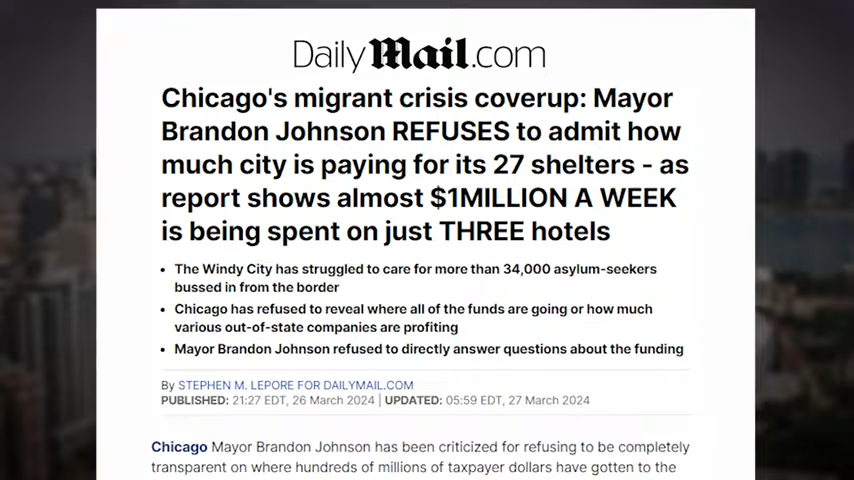 DailyMail.com
Chicago's migrant crisis coverup: Mayor
Brandon Johnson REFUSES to admit how
much city is paying for its 27 shelters - as
report shows almost $1MILLION A WEEK
is being spent on just THREE hotels
• The Windy City has struggled to care for more than 34,000 asylum-seekers
bussed in from the border
• Chicago has refused to reveal where all of the funds are going or how much
various out-of-state companies are profiting
• Mayor Brandon Johnson refused to directly answer questions about the funding
By STEPHEN M. LEPORE FOR DAILYMAIL.COM
PUBLISHED: 21:27 EDT, 26 March 2024 | UPDATED: 05:59 EDT, 27 March 2024
Chicago Mayor Brandon Johnson has been criticized for refusing to be completely
transparent on where hundreds of millions of taxpayer dollars have gotten to the